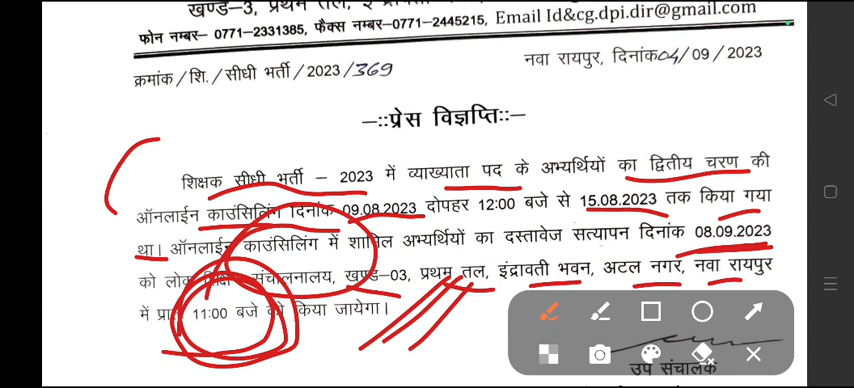 खण्ड-3, प्रथम तल, इ
फोन नम्बर– 0771-2331385, फैक्स नम्बर-0771-2445215, Email Id&cg.dpi.dir@gmail.com
क्रमांक/शि./सीधी भर्ती/2023/369 नवा रायपुर, दिनांक04/09/2023
–::प्रेस विज्ञप्ति::–
शिक्षक सीधी भर्ती – 2023 में व्याख्याता पद के अभ्यर्थियों का द्वितीय चरण की
ऑनलाईन काउंसिलिंग दिनांक 09.08.2023 दोपहर 12:00 बजे से 15.08.2023 तक किया गया
था। ऑनलाईन काउंसिलिंग में शामिल अभ्यर्थियों का दस्तावेज सत्यापन दिनांक 08.09.2023
को लोक शिक्षण संचालनालय, खण्ड-03, प्रथम तल, इंद्रावती भवन, अटल नगर, नवा रायपुर
में प्रातः 11:00 बजे को किया जायेगा।
उप संचालक